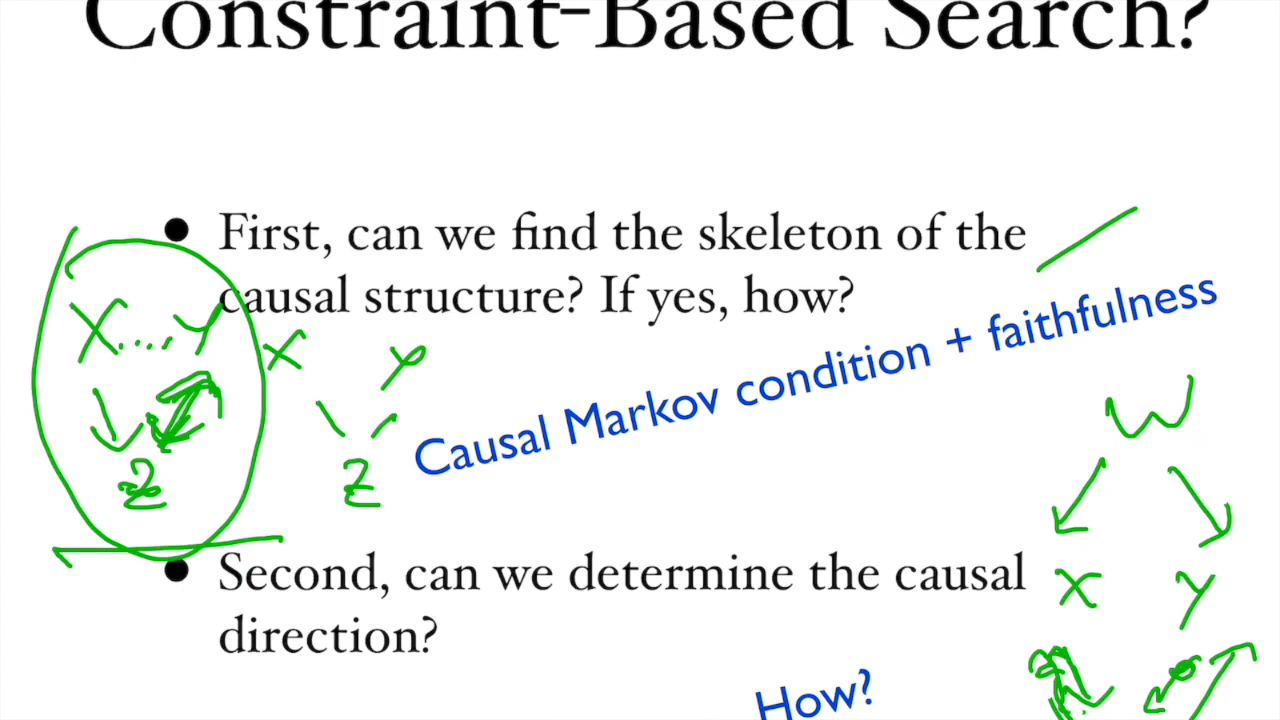 Constraint-Based Search?
• First, can we find the skeleton of the
causal structure? If yes, how?
X....Y
X Y
Causal Markov condition + faithfulness
W
Z
Z
• Second, can we determine the causal
direction?
X Y
How?